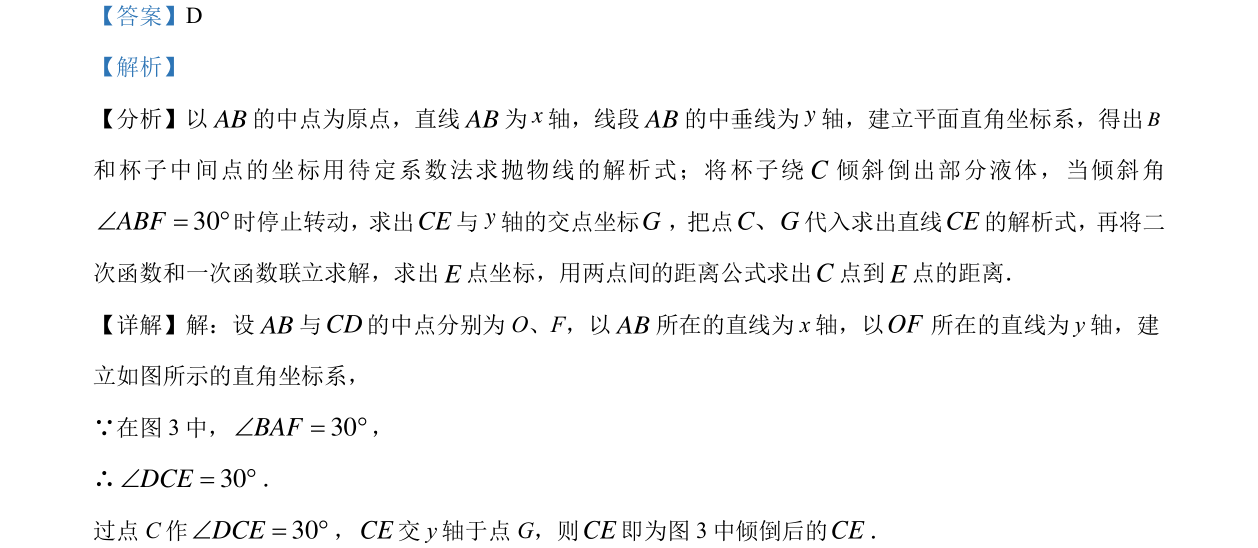 【答案】D
【解析】
【分析】以 AB 的中点为原点，直线 AB 为 x 轴，线段 AB 的中垂线为 y 轴，建立平面直角坐标系，得出 B
和杯子中间点的坐标用待定系数法求抛物线的解析式；将杯子绕 C 倾斜倒出部分液体，当倾斜角
∠ABF = 30° 时停止转动，求出 CE 与 y 轴的交点坐标 G ，把点 C、G 代入求出直线 CE 的解析式，再将二
次函数和一次函数联立求解，求出 E 点坐标，用两点间的距离公式求出 C 点到 E 点的距离．
【详解】解：设 AB 与 CD 的中点分别为 O、F，以 AB 所在的直线为 x 轴，以 OF 所在的直线为 y 轴，建
立如图所示的直角坐标系，
∵在图 3 中，∠BAF = 30°，
∴∠DCE = 30°．
过点 C 作 ∠DCE = 30°，CE 交 y 轴于点 G，则 CE 即为图 3 中倾倒后的 CE．